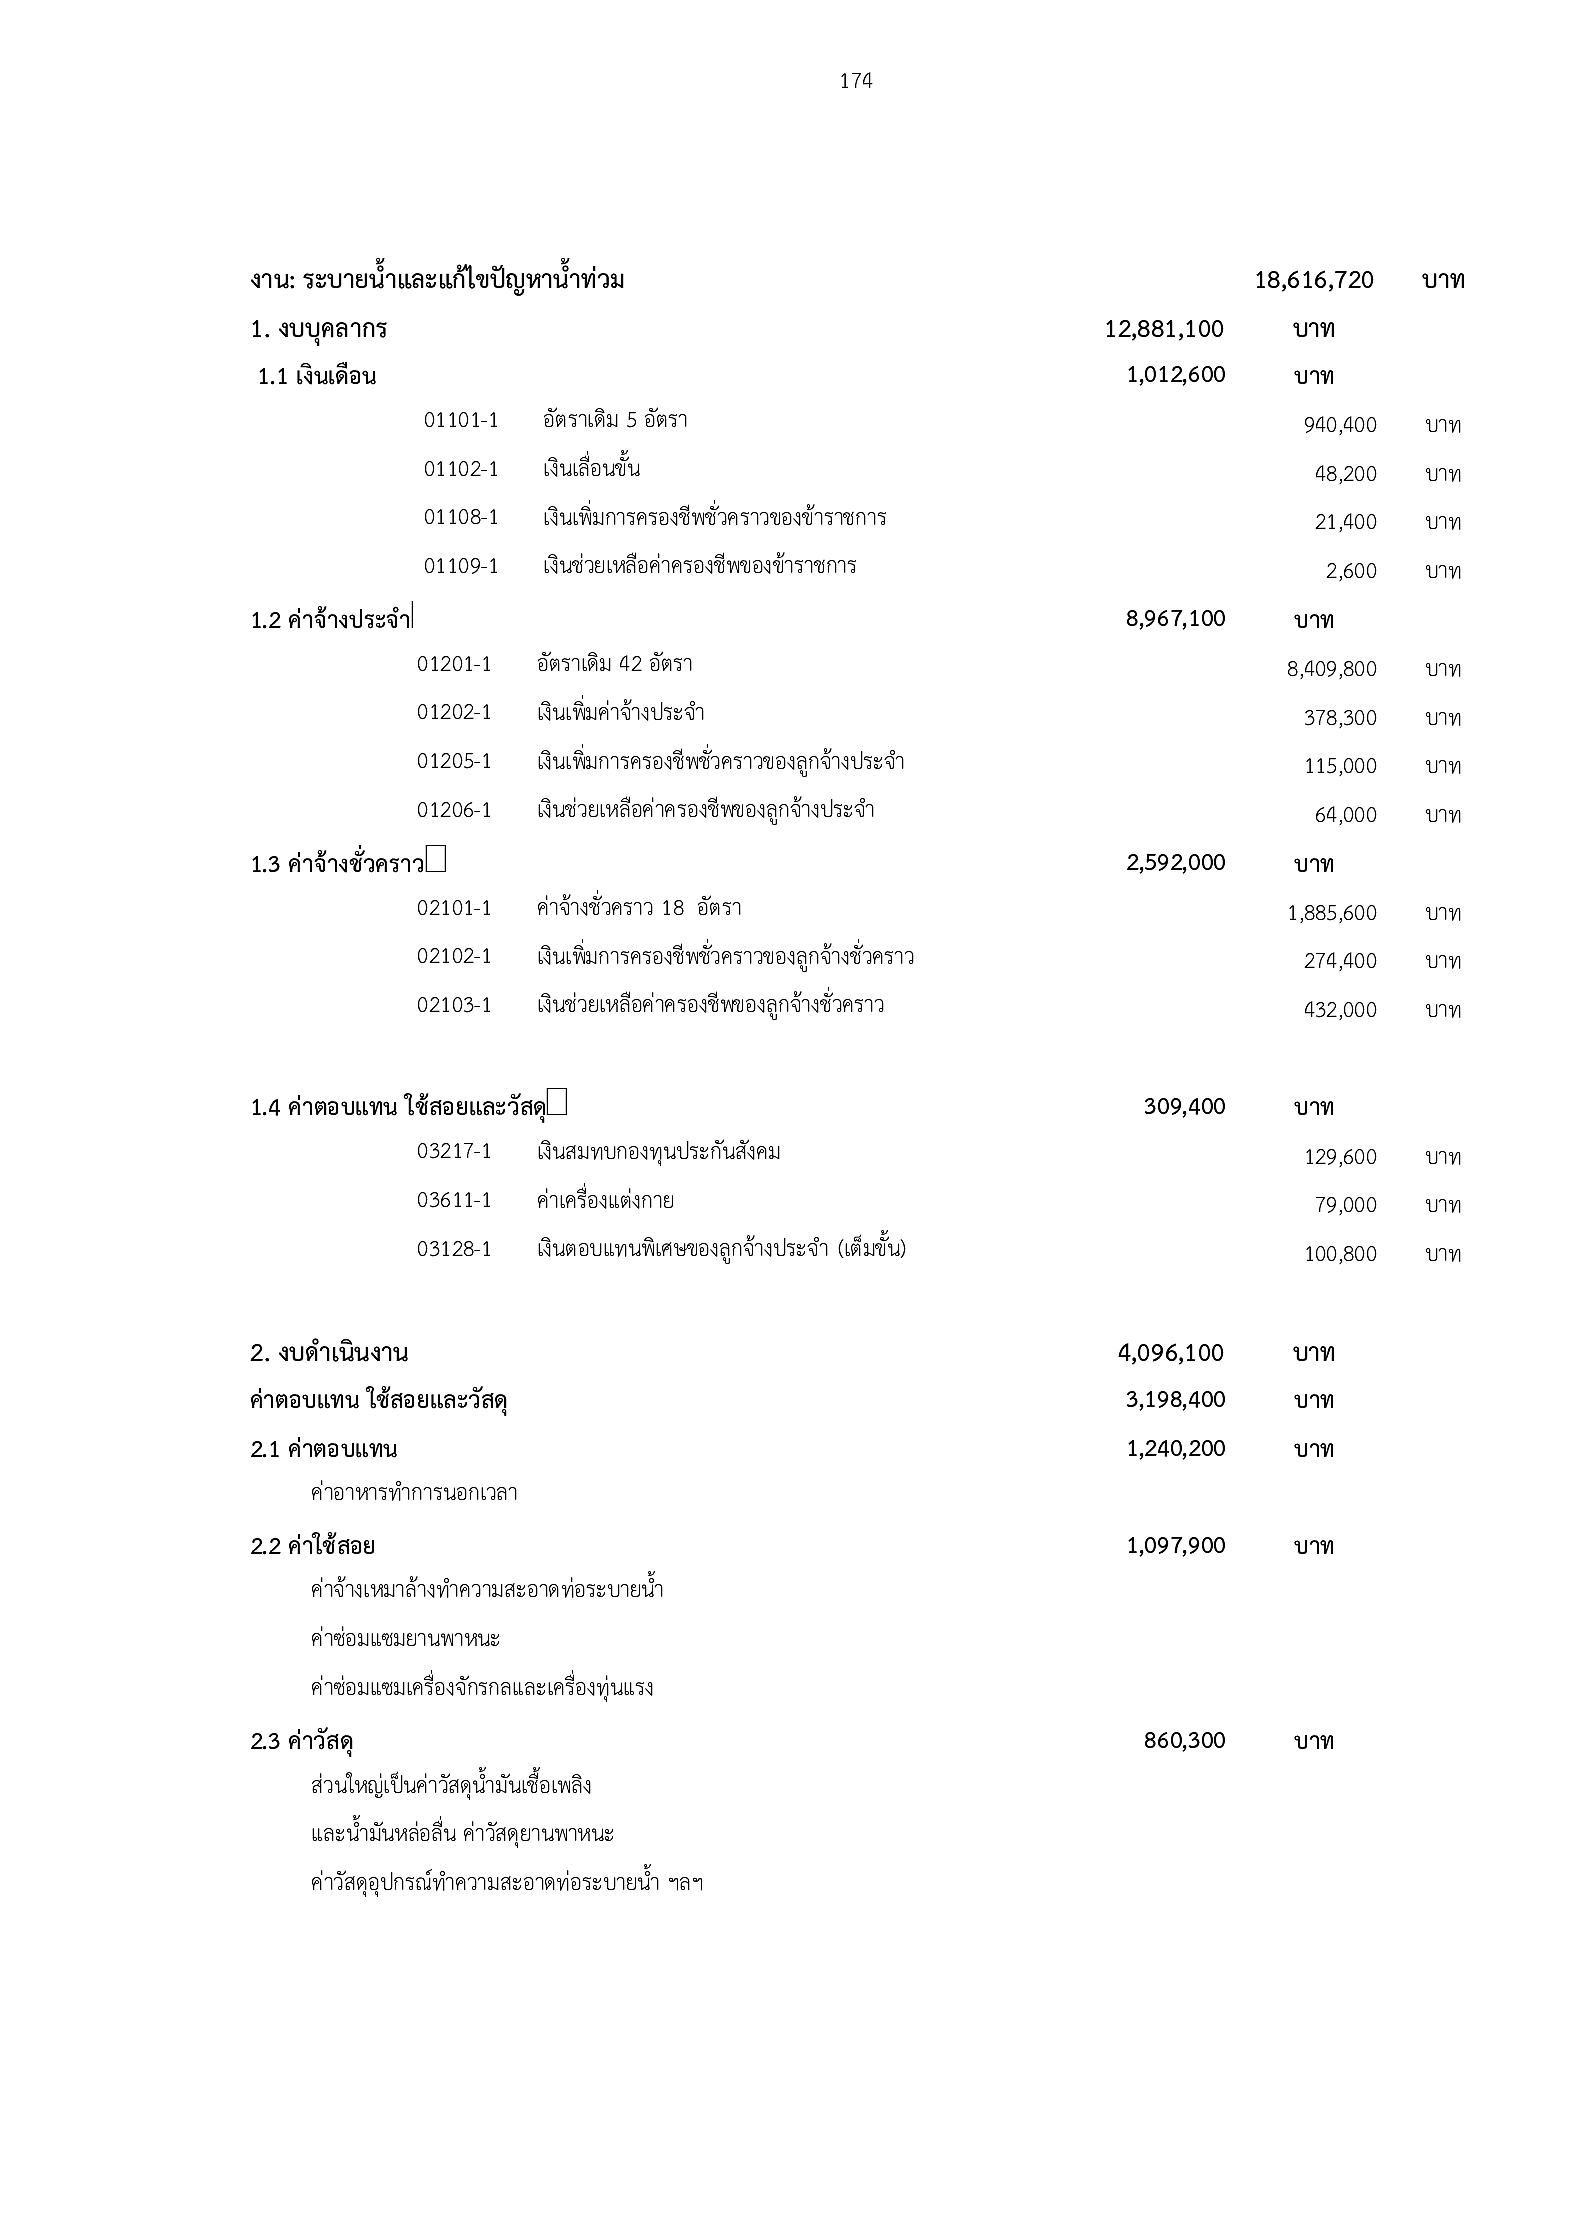 174
งาน: ระบายน้ำและแก้ไขปัญหาน้ำท่วม 18,616,720 บาท
1. งบบุคลากร 12,881,100 บาท
1.1 เงินเดือน 1,012,600 บาท
01101-1 อัตราเดิม 5 อัตรา 940,400 บาท
01102-1 เงินเลื่อนขั้น 48,200 บาท
01108-1 เงินเพิ่มการครองชีพชั่วคราวของข้าราชการ 21,400 บาท
01109-1 เงินช่วยเหลือค่าครองชีพของข้าราชการ 2,600 บาท
1.2 ค่าจ้างประจำ 8,967,100 บาท
01201-1 อัตราเดิม 42 อัตรา 8,409,800 บาท
01202-1 เงินเพิ่มค่าจ้างประจำ 378,300 บาท
01205-1 เงินเพิ่มการครองชีพชั่วคราวของลูกจ้างประจำ 115,000 บาท
01206-1 เงินช่วยเหลือค่าครองชีพของลูกจ้างประจำ 64,000 บาท
1.3 ค่าจ้างชั่วคราว 2,592,000 บาท
02101-1 ค่าจ้างชั่วคราว 18 อัตรา 1,885,600 บาท
02102-1 เงินเพิ่มการครองชีพชั่วคราวของลูกจ้างชั่วคราว 274,400 บาท
02103-1 เงินช่วยเหลือค่าครองชีพของลูกจ้างชั่วคราว 432,000 บาท
1.4 ค่าตอบแทน ใช้สอยและวัสดุ 309,400 บาท
03217-1 เงินสมทบกองทุนประกันสังคม 129,600 บาท
03611-1 ค่าเครื่องแต่งกาย 79,000 บาท
03128-1 เงินตอบแทนพิเศษของลูกจ้างประจำ (เต็มขั้น) 100,800 บาท
2. งบดำเนินงาน 4,096,100 บาท
ค่าตอบแทน ใช้สอยและวัสดุ 3,198,400 บาท
2.1 ค่าตอบแทน 1,240,200 บาท
ค่าอาหารทำการนอกเวลา
2.2 ค่าใช้สอย 1,097,900 บาท
ค่าจ้างเหมาล้างทำความสะอาดท่อระบายน้ำ
ค่าซ่อมแซมยานพาหนะ
ค่าซ่อมแซมเครื่องจักรกลและเครื่องทุ่นแรง
2.3 ค่าวัสดุ 860,300 บาท
ส่วนใหญ่เป็นค่าวัสดุน้ำมันเชื้อเพลิง
และน้ำมันหล่อลื่น ค่าวัสดุยานพาหนะ
ค่าวัสดุอุปกรณ์ทำความสะอาดท่อระบายน้ำ ฯลฯ